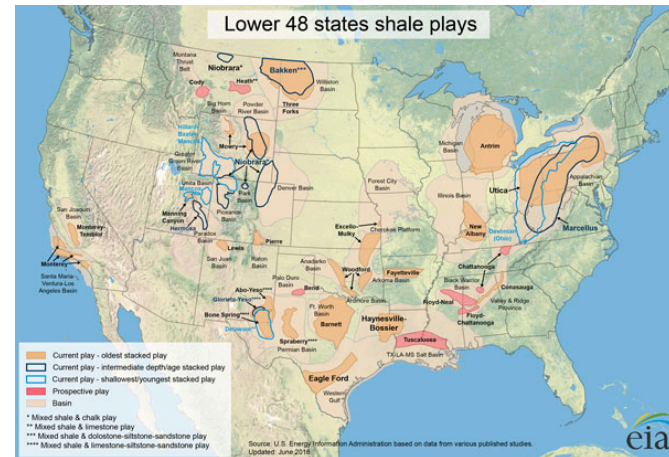 Lower 48 states shale plays
Montana
Thrust
Belt
Niobrara*
Bakken***
Cody
Heath**
Williston
Basin
Big Horn
Basin
Powder
River Basin
Three
Forks
Hilliard-
Baxter-
Mancos
Mowry
Greater
Green River
Basin
Niobrara*
Uinta Basin
Mancos
Park
Basin
Denver Basin
Manning
Canyon
Piceance
Basin
Hermosa
Paradox
Basin
San Joaquin
Basin
Monterey-
Temblor
Monterey
Santa Maria-
Ventura-Los
Angeles Basin
Lewis
San Juan
Basin
Pierre
Raton
Basin
Michigan
Basin
Antrim
Forest City
Basin
Illinois Basin
Utica
Appalachian
Basin
Marcellus
Devonian
(Ohio)
New
Albany
Excello-
Mulky
Cherokee Platform
Anadarko
Basin
Palo Duro
Basin
Woodford
Fayetteville
Arkoma Basin
Ardmore Basin
Chattanooga
Black Warrior
Basin
Conasauga
Valley & Ridge
Province
Floyd-Neal
Floyd-
Chattanooga
Abo-Yeso****
Glorieta-Yeso****
Bone Spring****
Delaware
Bend
Ft. Worth
Basin
Barnett
Haynesville-
Bossier
Spraberry****
Permian Basin
Tuscaloosa
TX-LA-MS Salt Basin
Eagle Ford
Western
Gulf
Current play - oldest stacked play
Current play - intermediate depth/age stacked play
Current play - shallowest/youngest stacked play
Prospective play
Basin
* Mixed shale & chalk play
** Mixed shale & limestone play
*** Mixed shale & dolostone-siltstone-sandstone play
**** Mixed shale & limestone-siltstone-sandstone play
Source: U.S. Energy Information Administration based on data from various published studies.
Updated: June 2016
eia